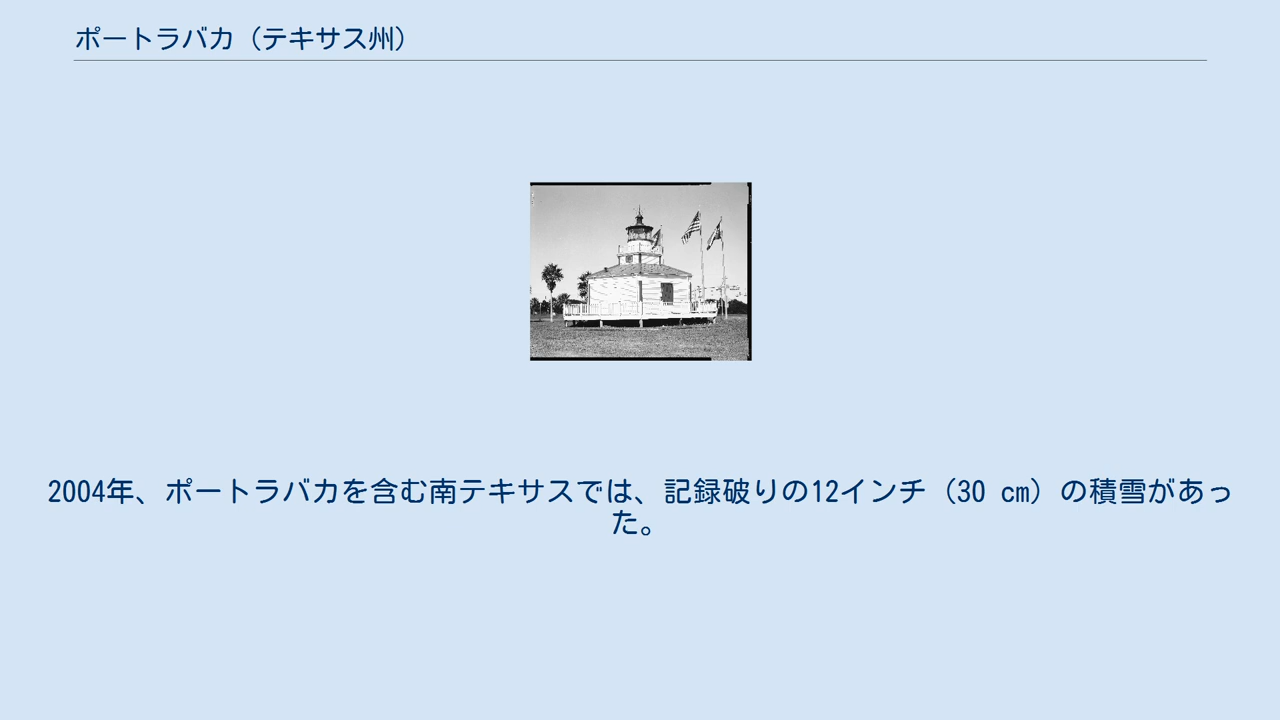 ポートラバカ（テキサス州）
2004年、ポートラバカを含む南テキサスでは、記録破りの12インチ（30 cm）の積雪があっ
た。